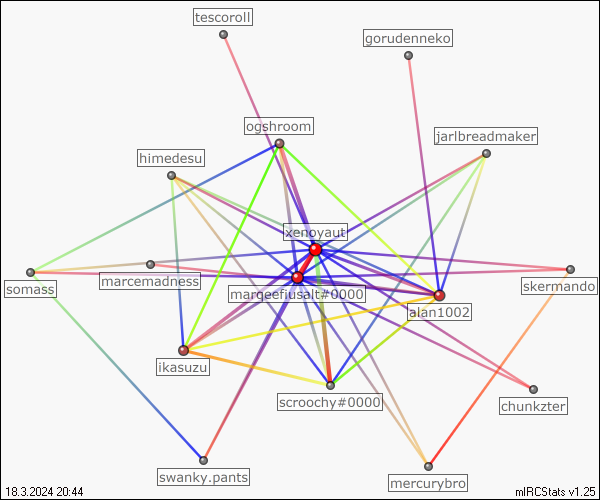 tescoroll
gorudenneko
ogshroom
jarlbreadmaker
himedesu
xenoyaut
somass
marcemadness
marqeefiusalt#0000
skermando
alan1002
ikasuzu
scroochy#0000
chunkzter
swanky.pants
mercurybro
18.3.2024 20:44
mIRCStats v1.25